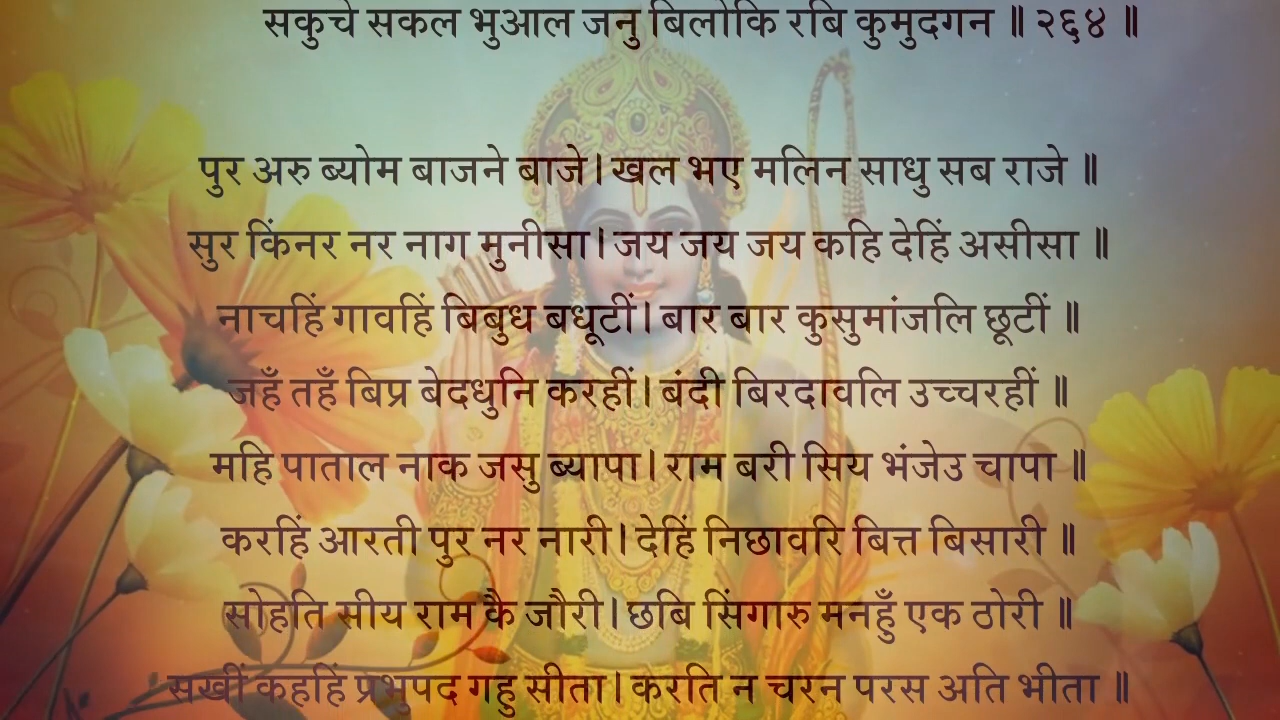 सकुचे सकल भुआल जनु बिलोकि रबि कुमुदगन ॥ २६४ ॥
पुर अरु ब्योम बाजने बाजे। खल भए मलिन साधु सब राजे ॥
सुर किंनर नर नाग मुनीसा। जय जय जय कहि देहिं असीसा ॥
नाचहिं गावहिं बिबुध बधूटीं। बार बार कुसुमांजलि छूटीं ॥
जहँ तहँ बिप्र बेदधुनि करहीं। बंदी बिरदावलि उच्चरहीं ॥
महि पाताल नाक जसु ब्यापा। राम बरी सिय भंजेउ चापा ॥
करहिं आरती पुर नर नारी। देहिं निछावरि बित्त बिसारी ॥
सोहति सीय राम कै जौरी। छबि सिंगारु मनहुँ एक ठोरी ॥
सखीं कहहिं प्रभुपद गहु सीता। करति न चरन परस अति भीता ॥